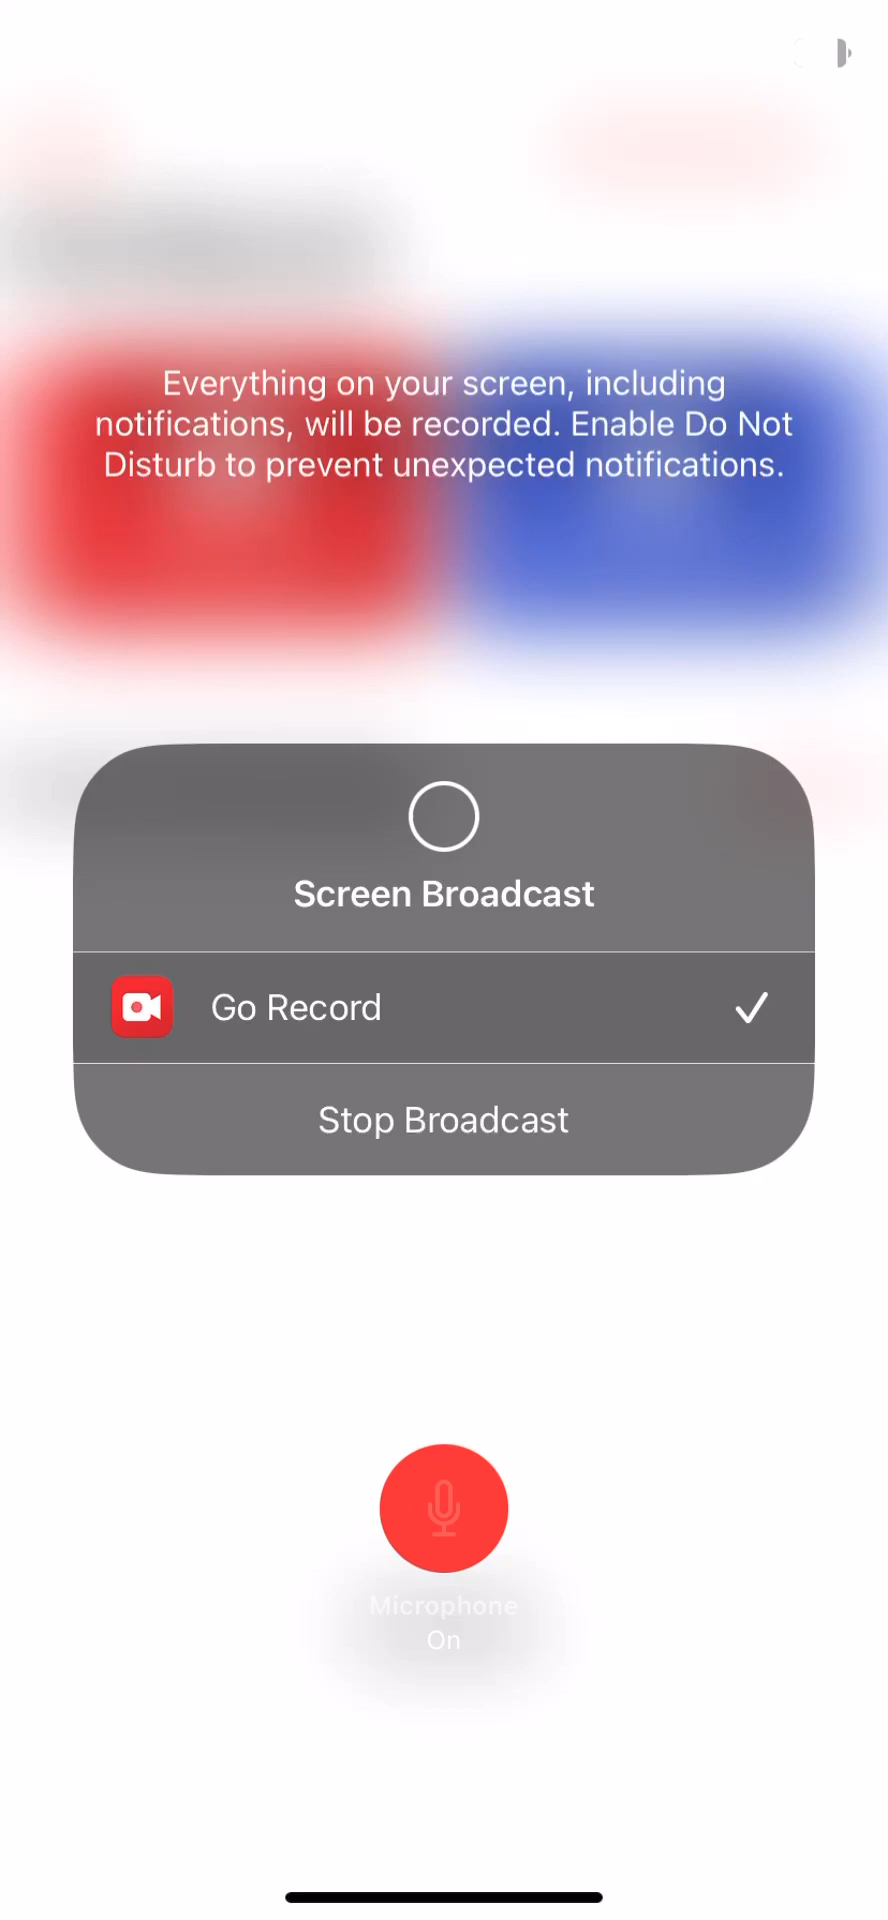 Everything on your screen, including
notifications, will be recorded. Enable Do Not
Disturb to prevent unexpected notifications.
Screen Broadcast
Go Record
Stop Broadcast
Microphone
On